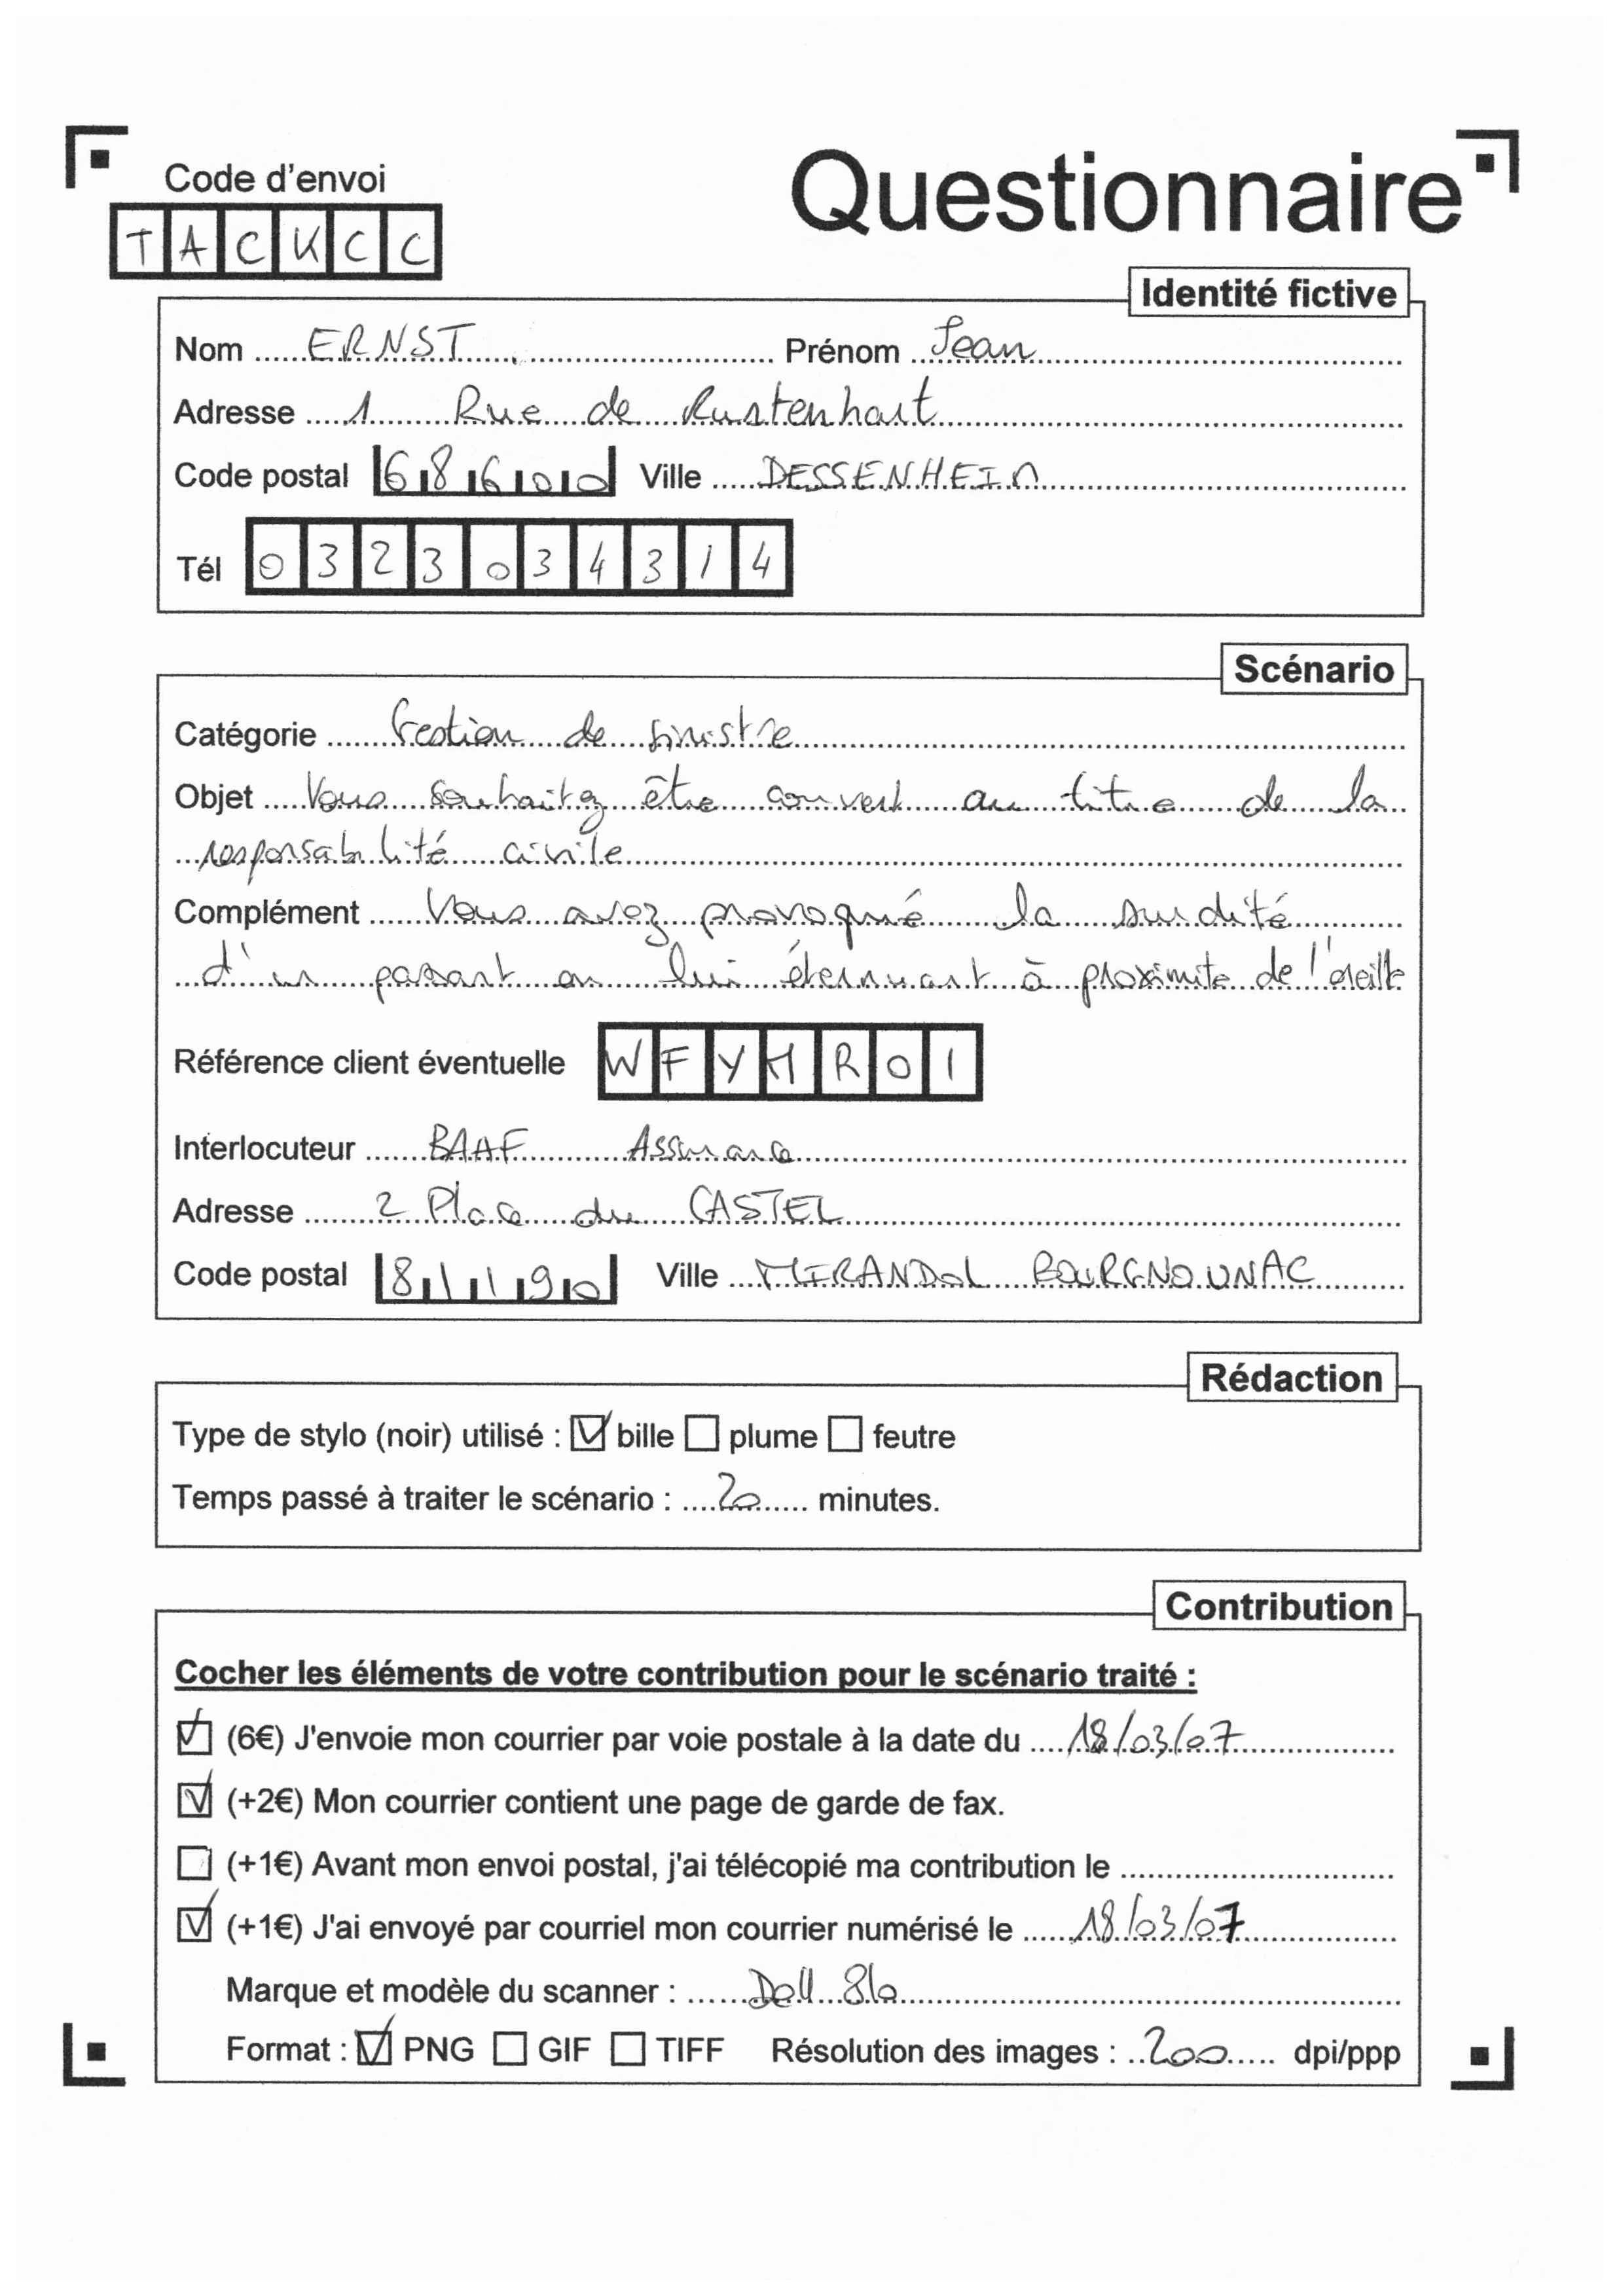 Code d'envoi
TACKCC
Questionnaire
Identité fictive
Nom ERNST Prénom Jean
Adresse 1 Rue de Rustenhart
Code postal 68600 Ville DESSENHEIM
Tél 0323034314
Scénario
Catégorie Gestion de sinistre
Objet Vous souhaitez être couvert au titre de la
responsabilité civile
Complément Vous avez provoqué la surdité
d'un passant en lui éternuant à proximité de l'oreille
Référence client éventuelle WFYMR01
Interlocuteur BAAF Assurance
Adresse 2 Place du CASTEL
Code postal 81190 Ville MIRANDOL BOURGNOUNAC
Rédaction
Type de stylo (noir) utilisé : bille plume feutre
Temps passé à traiter le scénario : 20 minutes.
Contribution
Cocher les éléments de votre contribution pour le scénario traité :
(6€) J'envoie mon courrier par voie postale à la date du 18/03/07
(+2€) Mon courrier contient une page de garde de fax.
(+1€) Avant mon envoi postal, j'ai télécopié ma contribution le
(+1€) J'ai envoyé par courriel mon courrier numérisé le 18/03/07
Marque et modèle du scanner : Dell 810
Format : PNG GIF TIFF Résolution des images : 200 dpi/ppp